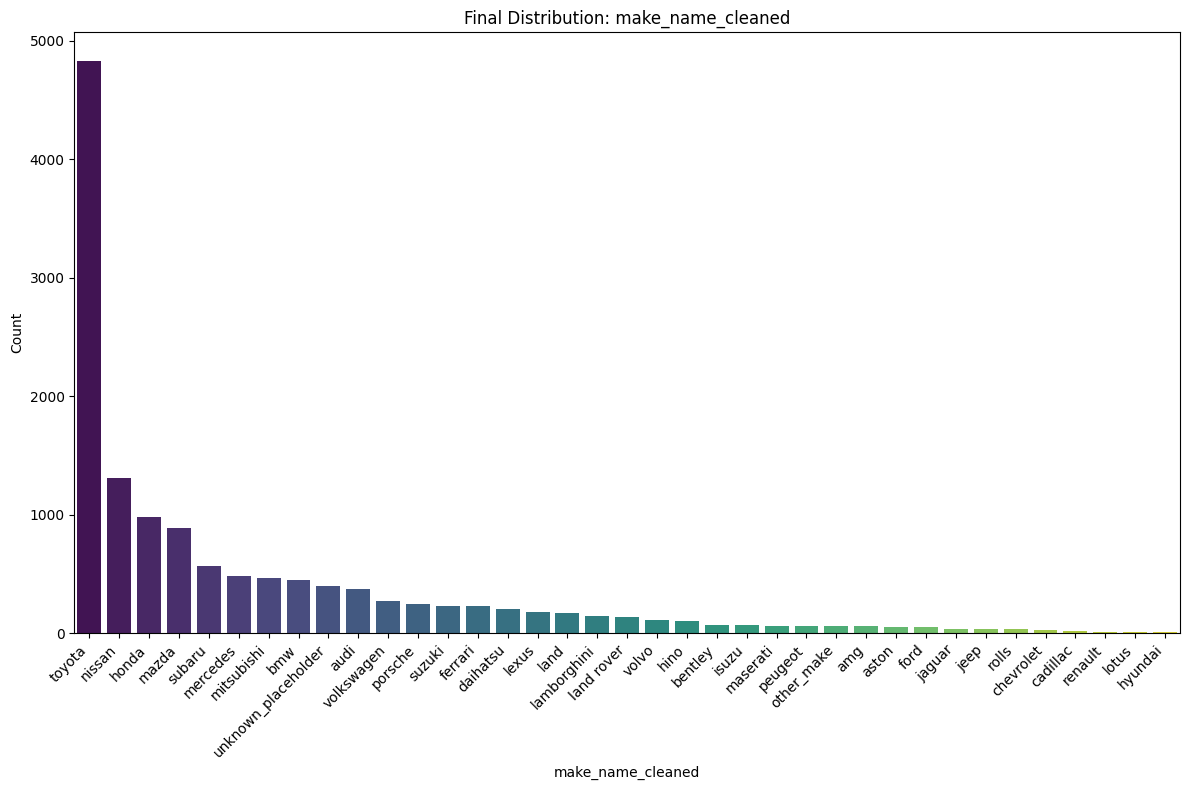 Final Distribution: make_name_cleaned
5000
4000
3000
2000
1000
0
Count
toyota
nissan
honda
mazda
subaru
mercedes
mitsubishi
bmw
unknown_placeholder
audi
volkswagen
porsche
suzuki
ferrari
daihatsu
lexus
land
lamborghini
land rover
volvo
hino
bentley
isuzu
maserati
peugeot
other_make
amg
aston
ford
jaguar
jeep
rolls
chevrolet
cadillac
renault
lotus
hyundai
make_name_cleaned